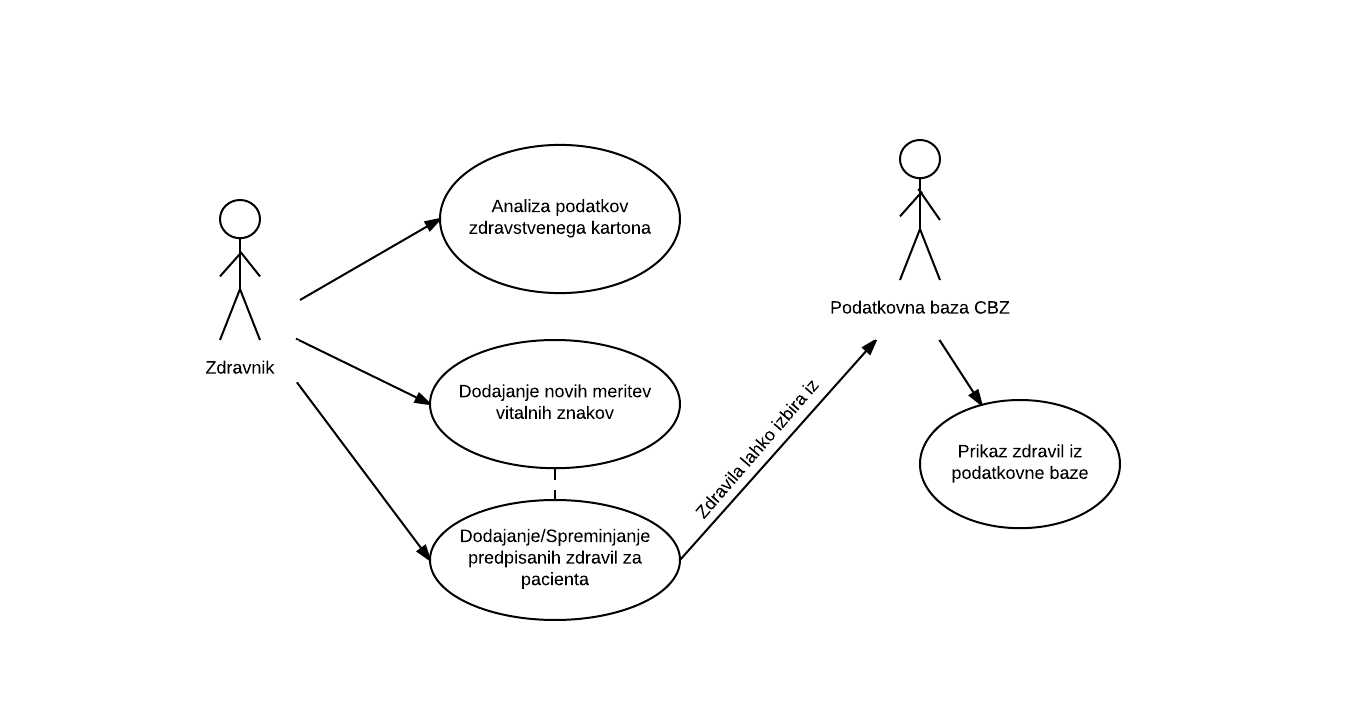 Analiza podatkov
zdravstvenega kartona
Zdravnik
Dodajanje novih meritev
vitalnih znakov
Dodajanje/Spreminjanje
predpisanih zdravil za
pacienta
Zdravila lahko izbira iz
Podatkovna baza CBZ
Prikaz zdravil iz
podatkovne baze